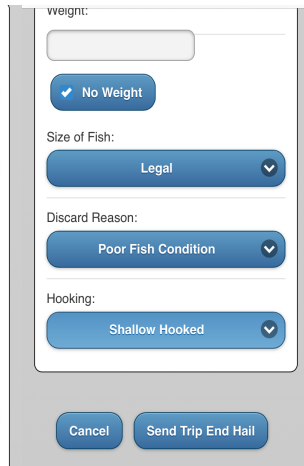 Weight:
No Weight
Size of Fish:
Legal
Discard Reason:
Poor Fish Condition
Hooking:
Shallow Hooked
Cancel
Send Trip End Hail